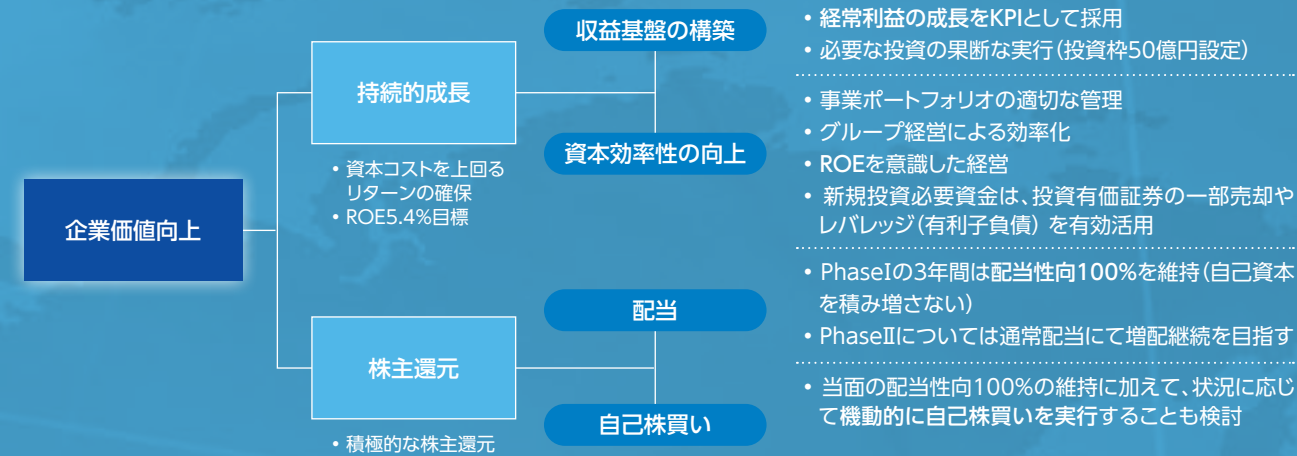 企業価値向上
持続的成長
・資本コストを上回る
リターンの確保
・ROE5.4%目標
収益基盤の構築
・経常利益の成長をKPIとして採用
・必要な投資の果断な実行（投資枠50億円設定）
資本効率性の向上
・事業ポートフォリオの適切な管理
・グループ経営による効率化
・ROEを意識した経営
・新規投資必要資金は、投資有価証券の一部売却や
レバレッジ（有利子負債）を有効活用
株主還元
・積極的な株主還元
配当
・PhaseⅠの3年間は配当性向100%を維持（自己資本
を積み増さない）
・PhaseⅡについては通常配当にて増配継続を目指す
自己株買い
・当面の配当性向100%の維持に加えて、状況に応じ
て機動的に自己株買いを実行することも検討